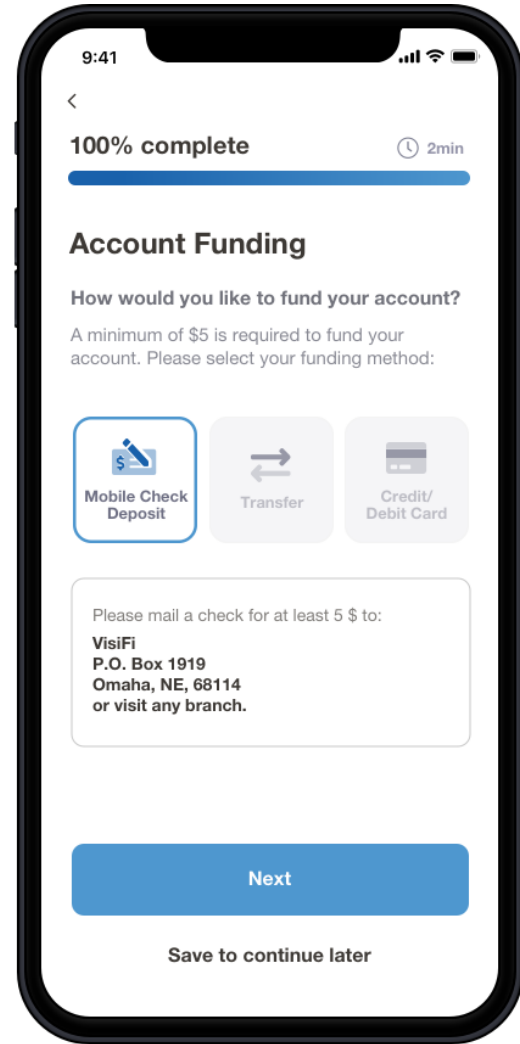 9:41
100% complete
2min
Account Funding
How would you like to fund your account?
A minimum of $5 is required to fund your
account. Please select your funding method:
$
Mobile Check
Deposit
Transfer
Credit/
Debit Card
Please mail a check for at least 5 $ to:
VisiFi
P.O. Box 1919
Omaha, NE, 68114
or visit any branch.
Next
Save to continue later